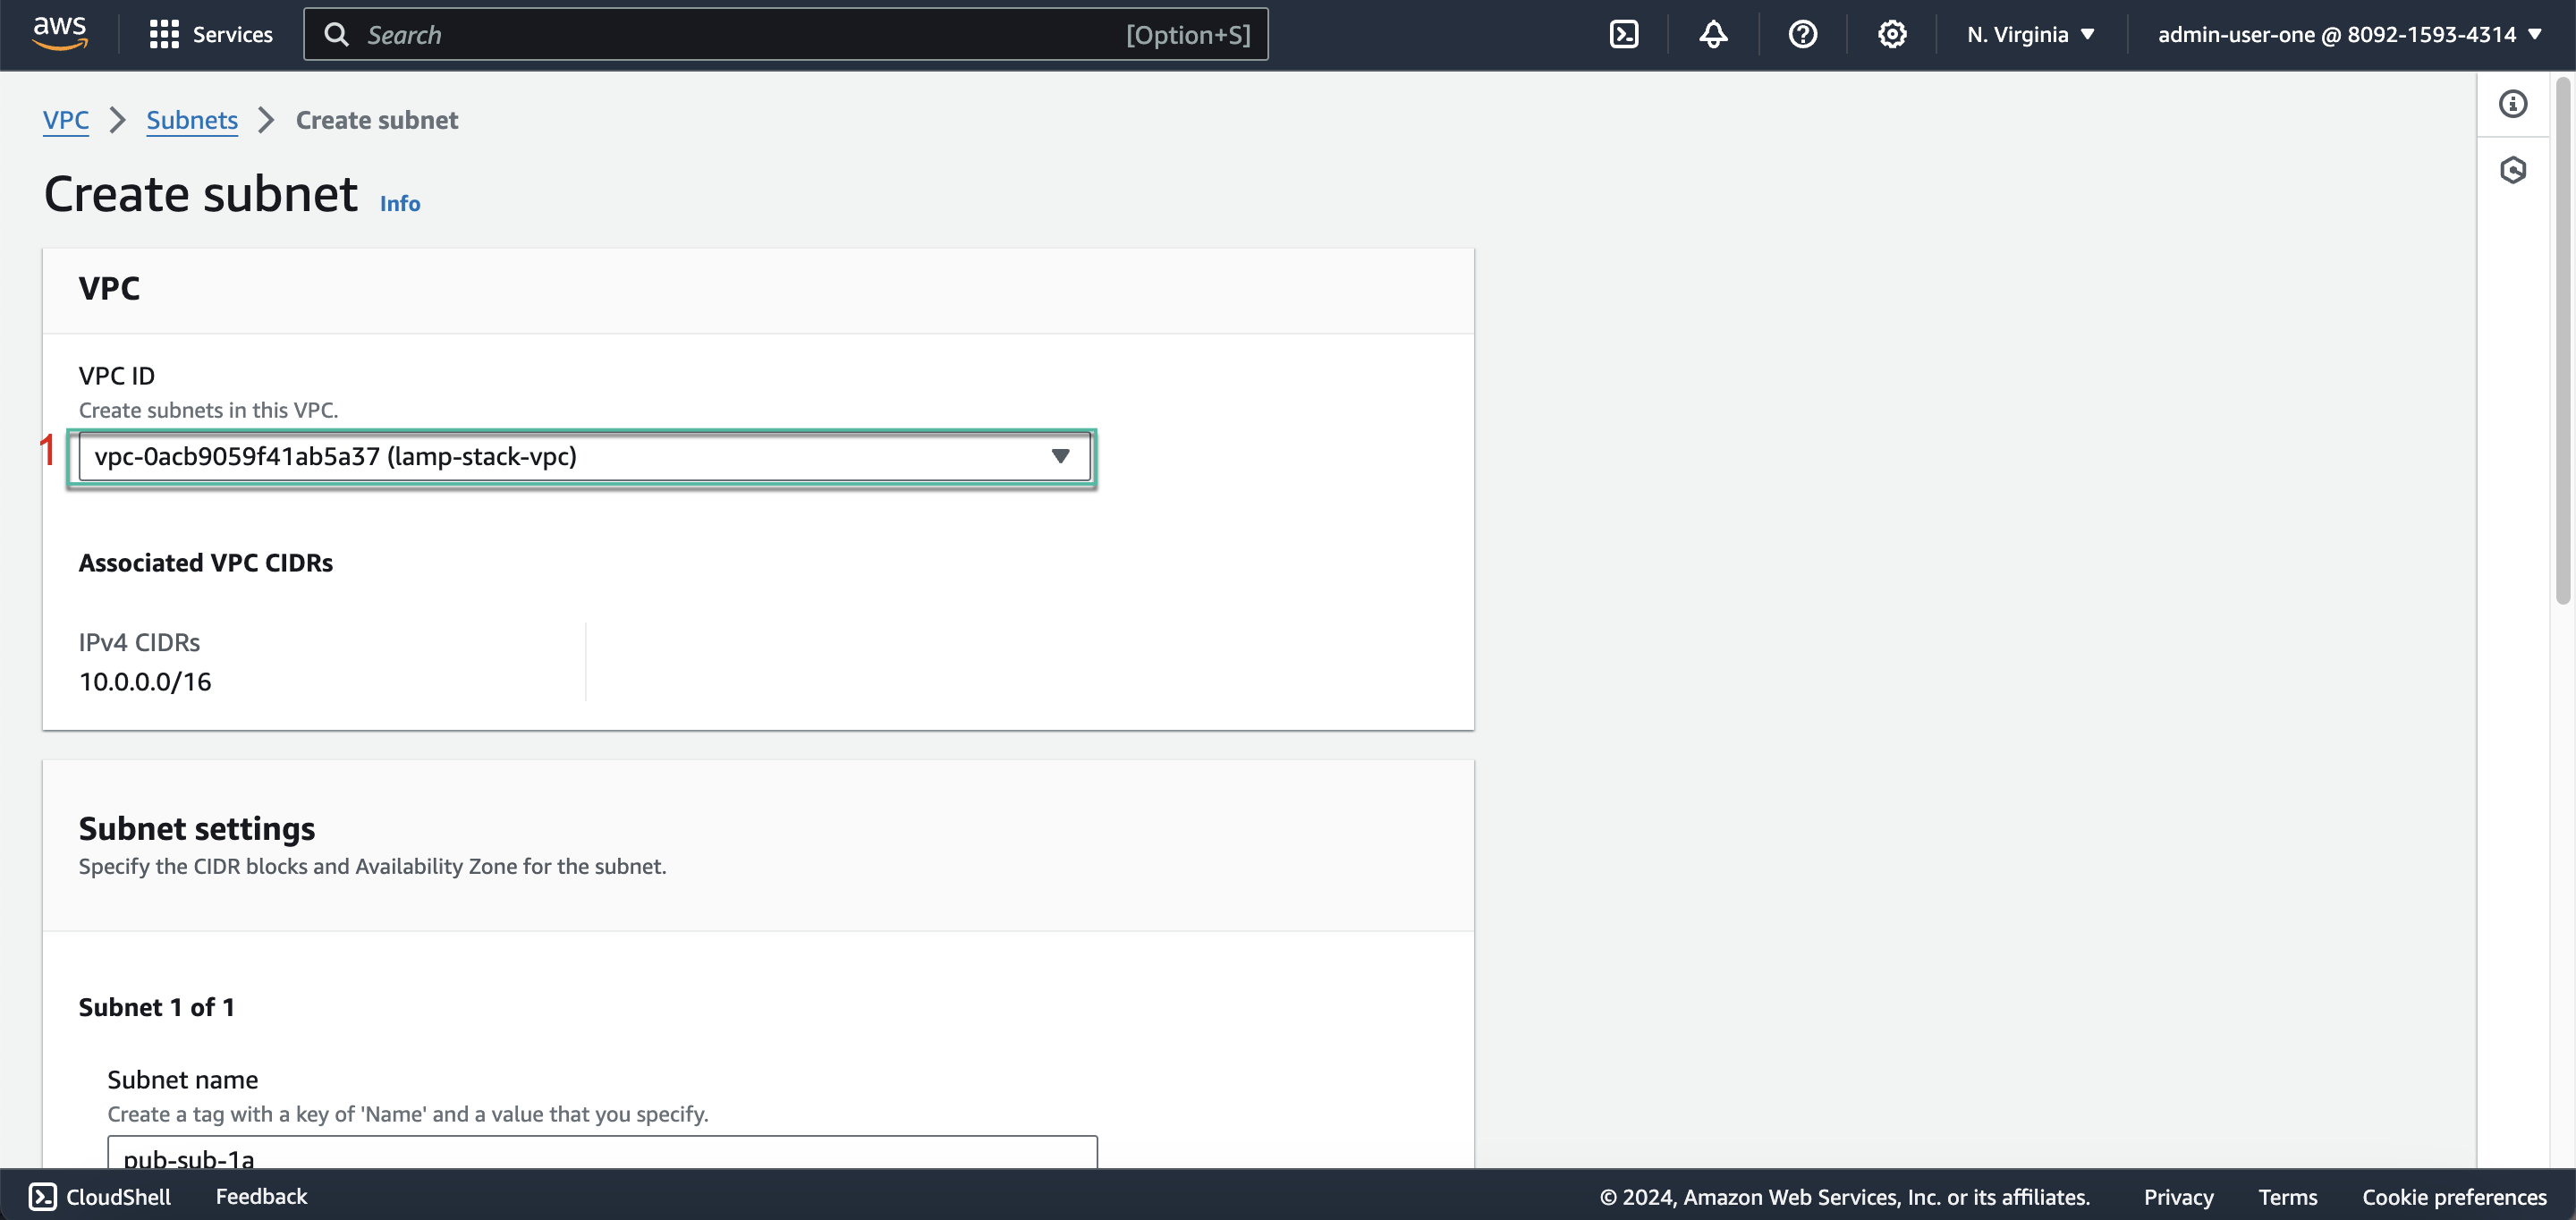 aws
Services
Search
[Option+S]
N. Virginia
admin-user-one @ 8092-1593-4314
VPC
Subnets
Create subnet
Create subnet
Info
VPC
VPC ID
Create subnets in this VPC.
1
vpc-0acb9059f41ab5a37 (lamp-stack-vpc)
Associated VPC CIDRs
IPv4 CIDRs
10.0.0.0/16
Subnet settings
Specify the CIDR blocks and Availability Zone for the subnet.
Subnet 1 of 1
Subnet name
Create a tag with a key of 'Name' and a value that you specify.
pub-sub-1a
CloudShell
Feedback
© 2024, Amazon Web Services, Inc. or its affiliates.
Privacy
Terms
Cookie preferences